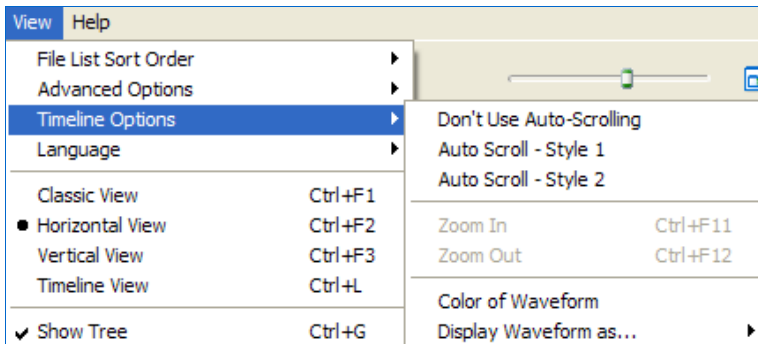 View Help
File List Sort Order
Advanced Options
Timeline Options
Language
Classic View Ctrl+F1
Horizontal View Ctrl+F2
Vertical View Ctrl+F3
Timeline View Ctrl+L
Show Tree Ctrl+G
Don't Use Auto-Scrolling
Auto Scroll - Style 1
Auto Scroll - Style 2
Zoom In Ctrl+F11
Zoom Out Ctrl+F12
Color of Waveform
Display Waveform as...